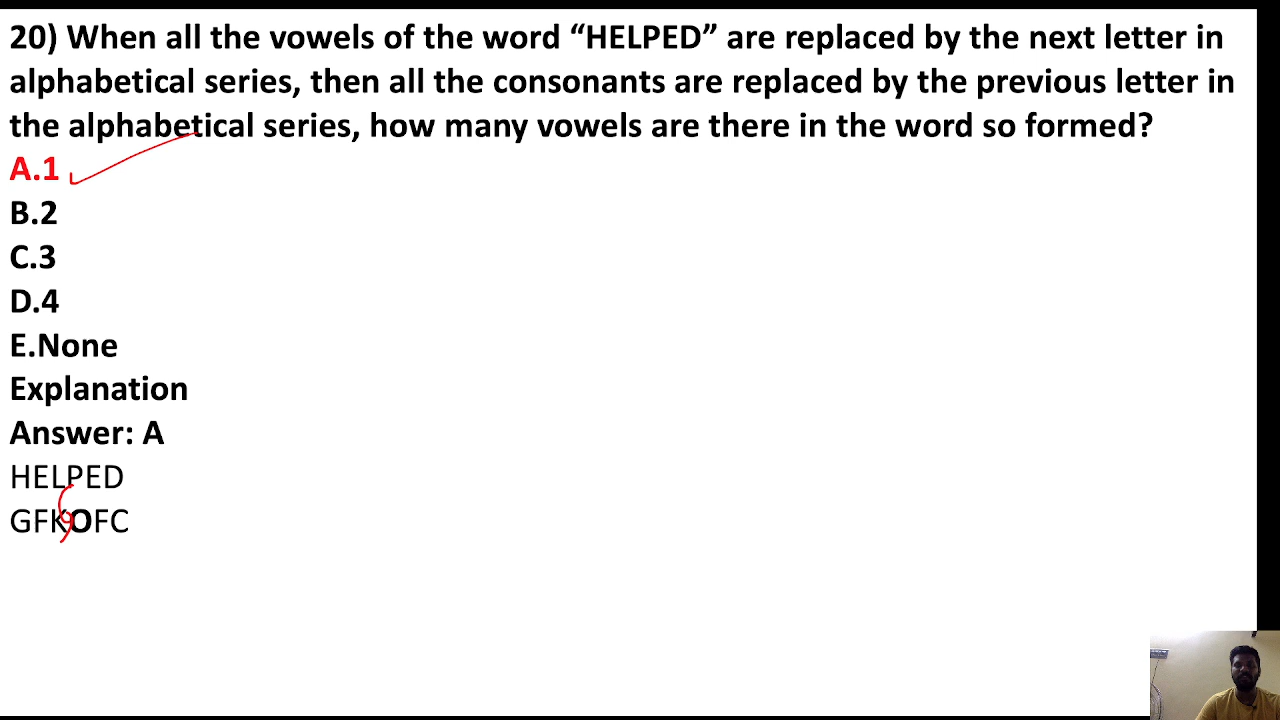 20) When all the vowels of the word “HELPED” are replaced by the next letter in
alphabetical series, then all the consonants are replaced by the previous letter in
the alphabetical series, how many vowels are there in the word so formed?
A.1
B.2
C.3
D.4
E.None
Explanation
Answer: A
HELPED
GFKOFC